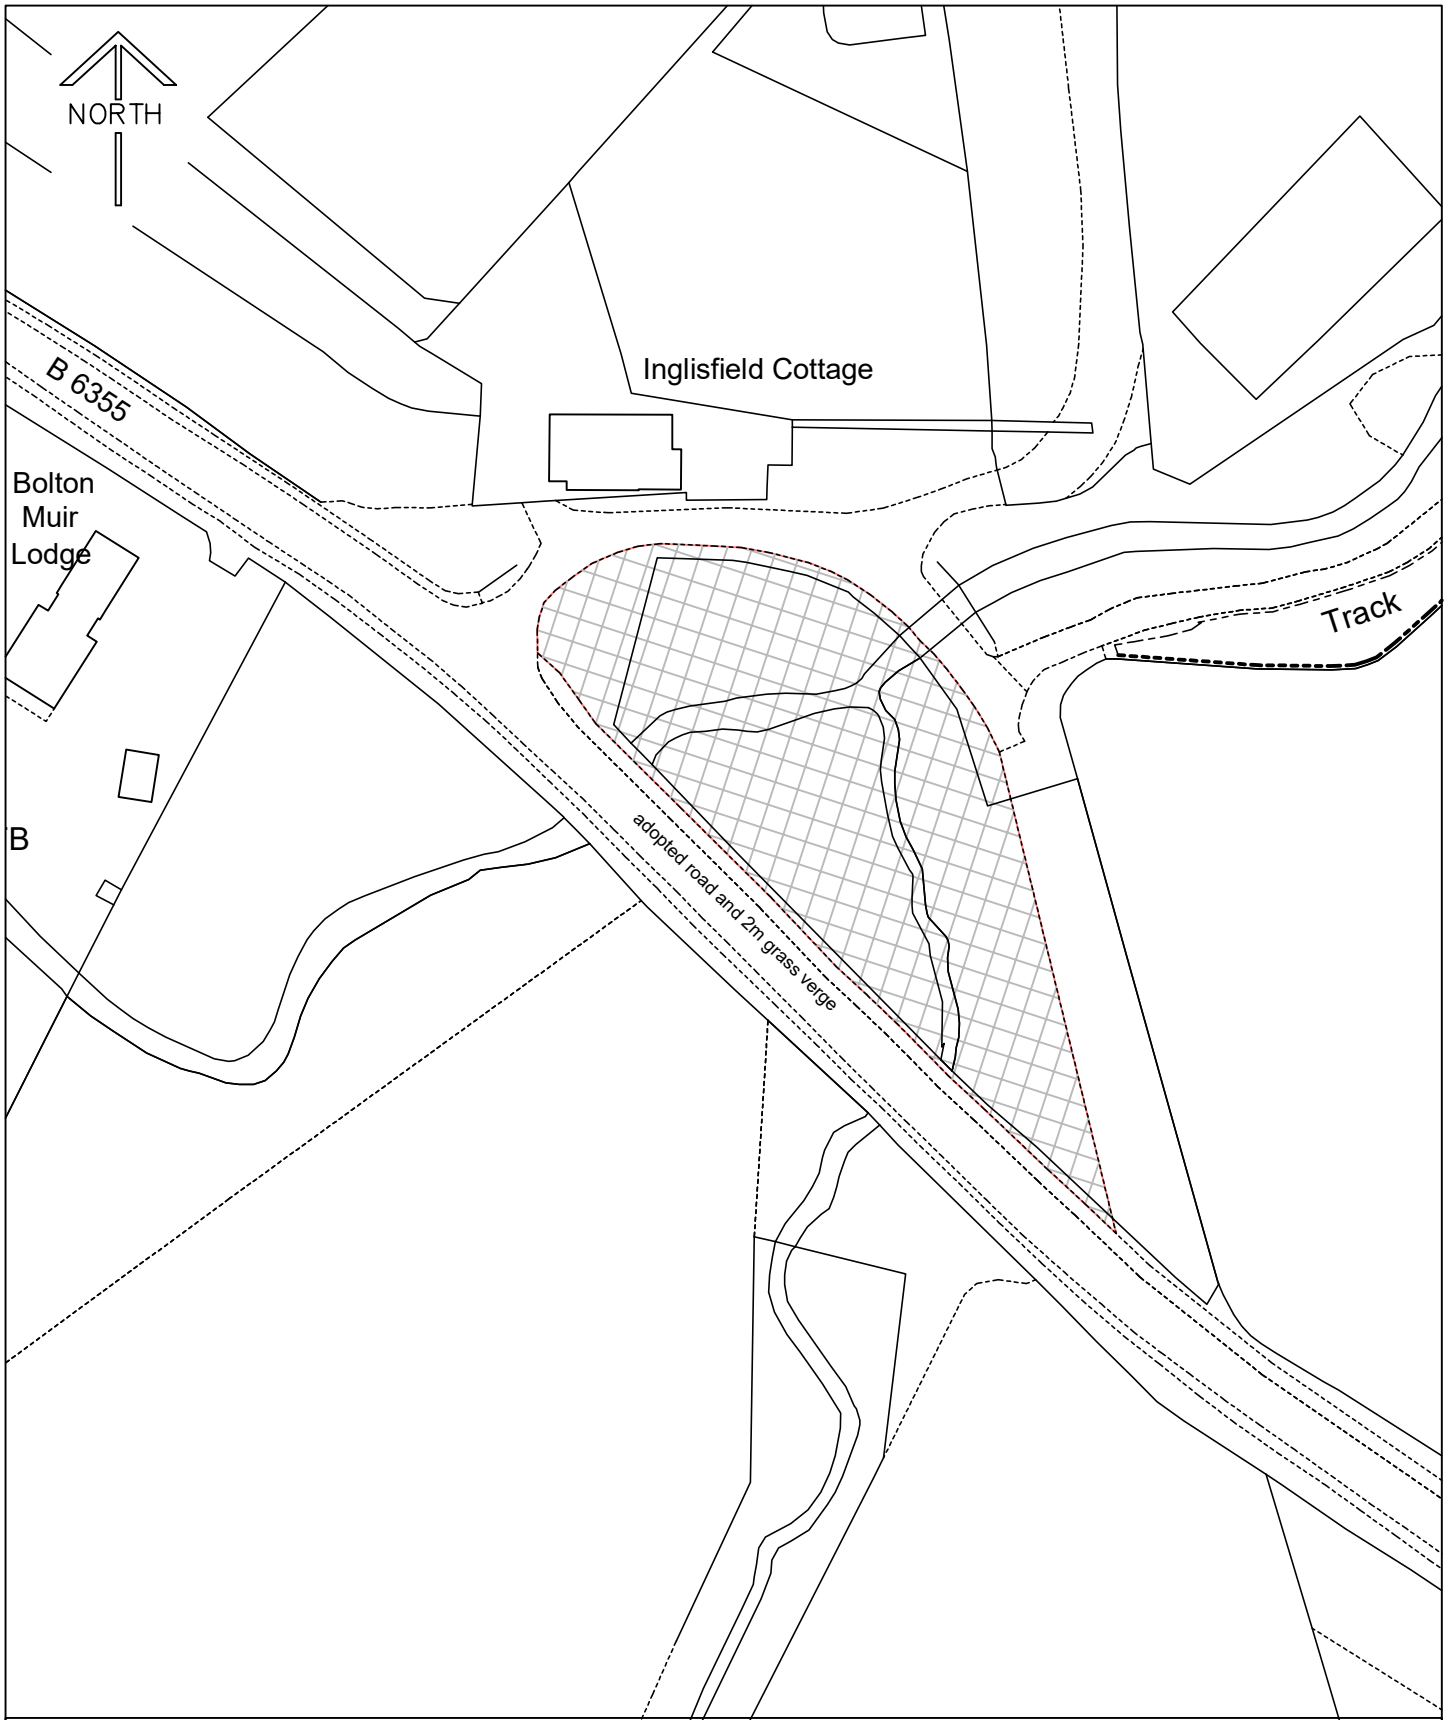 NORTH
B 6355
Inglisfield Cottage
Bolton
Muir
Lodge
Track
adopted road and 2m grass verge
B